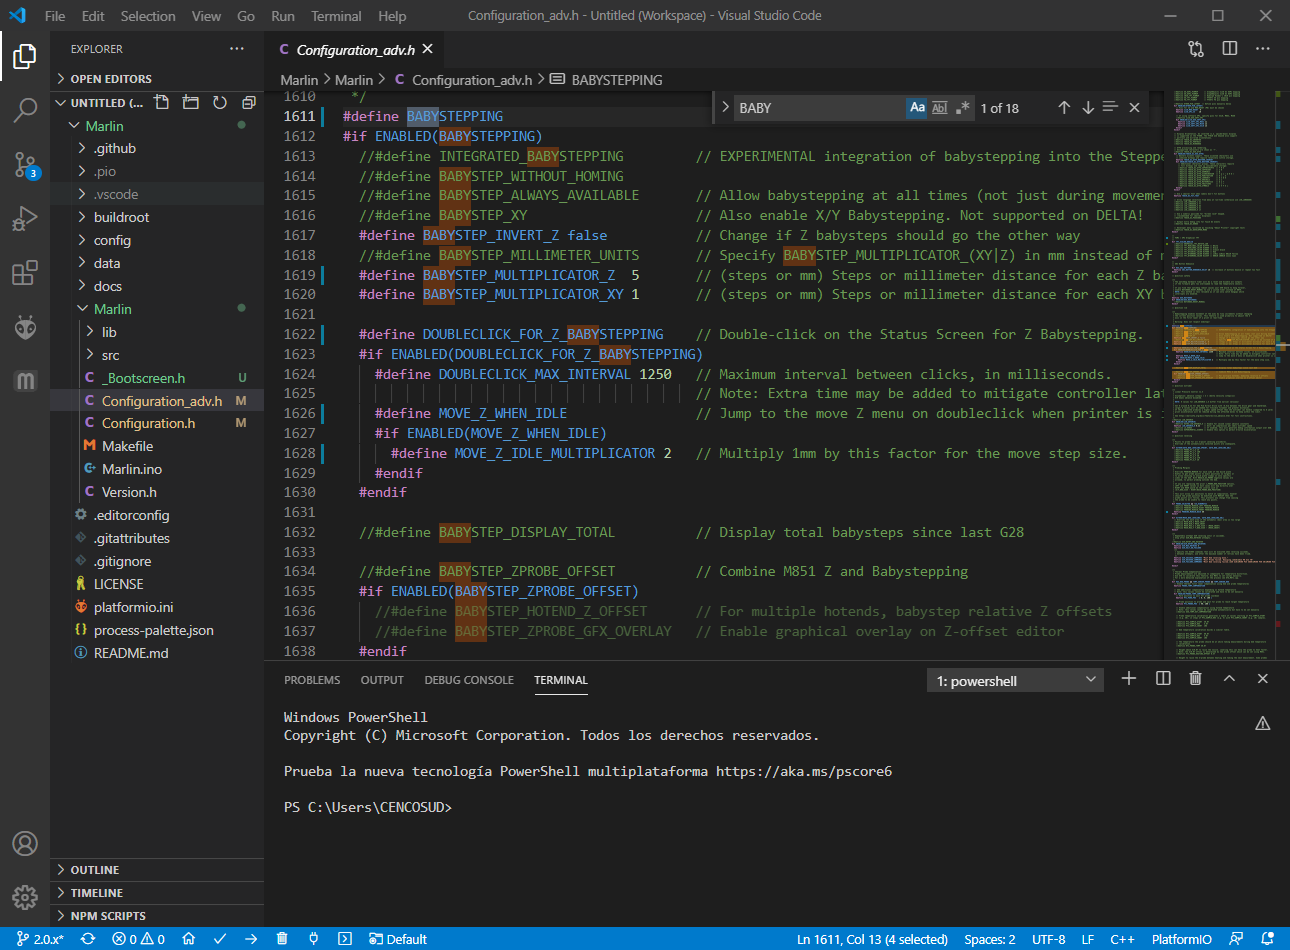 File Edit Selection View Go Run Terminal Help
Configuration_adv.h - Untitled (Workspace) - Visual Studio Code
EXPLORER
OPEN EDITORS
UNTITLED (...
Marlin
.github
.pio
.vscode
buildroot
config
data
docs
Marlin
lib
src
_Bootscreen.h U
Configuration_adv.h M
Configuration.h M
Makefile
Marlin.ino
Version.h
.editorconfig
.gitattributes
.gitignore
LICENSE
platformio.ini
process-palette.json
README.md
OUTLINE
TIMELINE
NPM SCRIPTS
3
Configuration_adv.h
Marlin > Marlin > C Configuration_adv.h > BABYSTEPPING
BABY Aa Abl .* 1 of 18
1610 */
1611 #define BABYSTEPPING
1612 #if ENABLED(BABYSTEPPING)
1613 //#define INTEGRATED_BABYSTEPPING // EXPERIMENTAL integration of babystepping into the Steppe
1614 //#define BABYSTEP_WITHOUT_HOMING
1615 //#define BABYSTEP_ALWAYS_AVAILABLE // Allow babystepping at all times (not just during movemen
1616 //#define BABYSTEP_XY // Also enable X/Y Babystepping. Not supported on DELTA!
1617 #define BABYSTEP_INVERT_Z false // Change if Z babysteps should go the other way
1618 //#define BABYSTEP_MILLIMETER_UNITS // Specify BABYSTEP_MULTIPLICATOR_(XY|Z) in mm instead of
1619 #define BABYSTEP_MULTIPLICATOR_Z 5 // (steps or mm) Steps or millimeter distance for each Z b
1620 #define BABYSTEP_MULTIPLICATOR_XY 1 // (steps or mm) Steps or millimeter distance for each XY
1621
1622 #define DOUBLECLICK_FOR_Z_BABYSTEPPING // Double-click on the Status Screen for Z Babystepping.
1623 #if ENABLED(DOUBLECLICK_FOR_Z_BABYSTEPPING)
1624 #define DOUBLECLICK_MAX_INTERVAL 1250 // Maximum interval between clicks, in milliseconds.
1625 // Note: Extra time may be added to mitigate controller la
1626 #define MOVE_Z_WHEN_IDLE // Jump to the move Z menu on doubleclick when printer is
1627 #if ENABLED(MOVE_Z_WHEN_IDLE)
1628 #define MOVE_Z_IDLE_MULTIPLICATOR 2 // Multiply 1mm by this factor for the move step size.
1629 #endif
1630 #endif
1631
1632 //#define BABYSTEP_DISPLAY_TOTAL // Display total babysteps since last G28
1633
1634 //#define BABYSTEP_ZPROBE_OFFSET // Combine M851 Z and Babystepping
1635 #if ENABLED(BABYSTEP_ZPROBE_OFFSET)
1636 //#define BABYSTEP_HOTEND_Z_OFFSET // For multiple hotends, babystep relative Z offsets
1637 //#define BABYSTEP_ZPROBE_GFX_OVERLAY // Enable graphical overlay on Z-offset editor
1638 #endif
PROBLEMS OUTPUT DEBUG CONSOLE TERMINAL 1: powershell
Windows PowerShell
Copyright (C) Microsoft Corporation. Todos los derechos reservados.
Prueba la nueva tecnología PowerShell multiplataforma https://aka.ms/pscore6
PS C:\Users\CENCOSUD>
2.0.x* 0 0 Default Ln 1611, Col 13 (4 selected) Spaces: 2 UTF-8 LF C++ PlatformIO